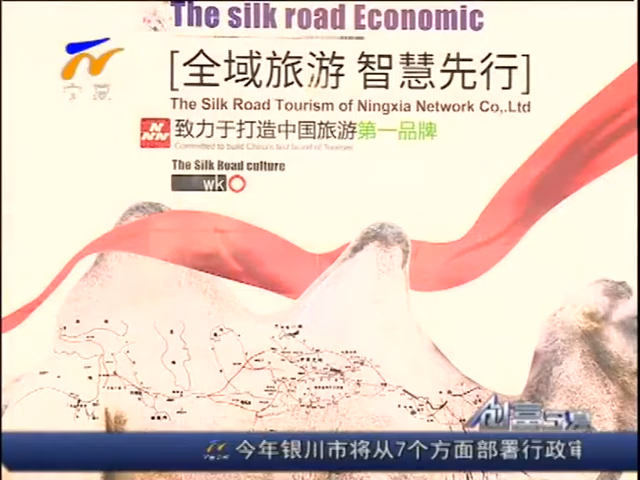 The silk road Economic
[全域旅游 智慧先行]
The Silk Road Tourism of Ningxia Network Co,.Ltd
致力于打造中国旅游第一品牌
Committed to build China's first brand of Tourism
The Silk Road culture
wk
宁夏
今年银川市将从7个方面部署行政审